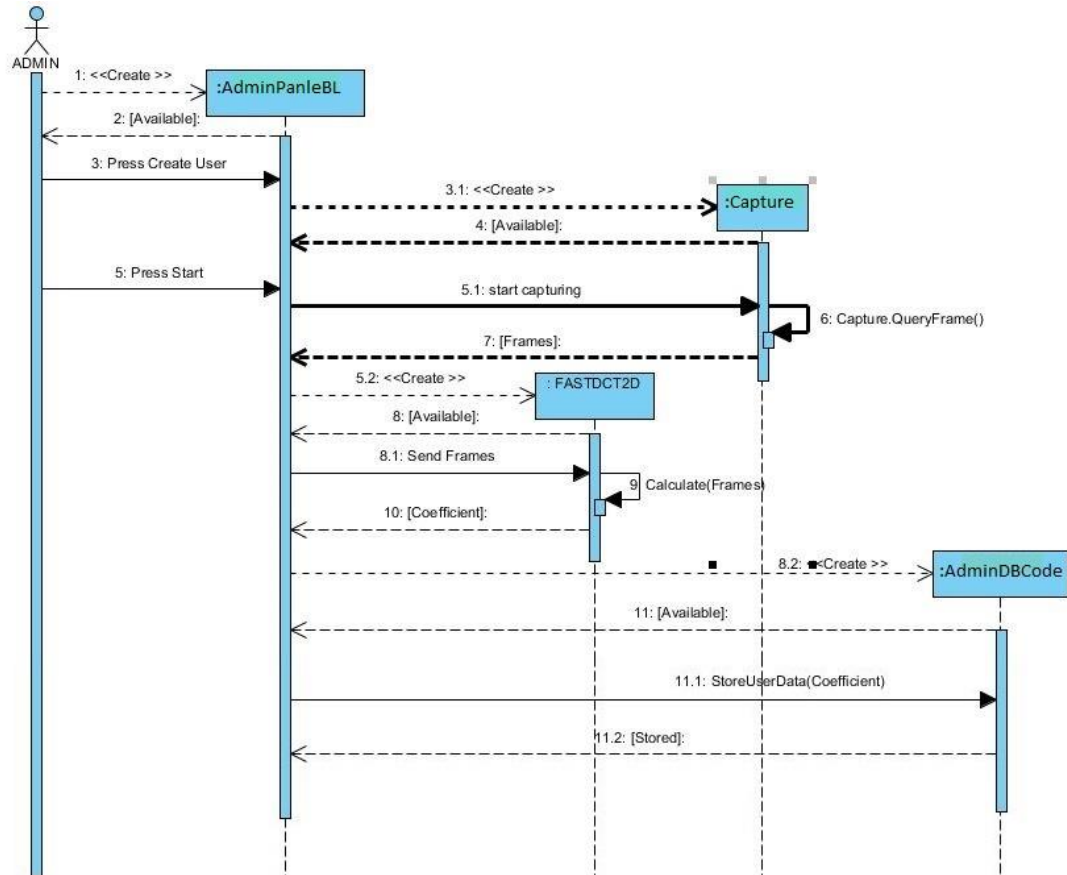 ADMIN
1: <<Create >>
:AdminPanleBL
2: [Available]:
3: Press Create User
3.1: <<Create >>
:Capture
4: [Available]:
5: Press Start
5.1: start capturing
6: Capture.QueryFrame()
7: [Frames]:
5.2: <<Create >>
: FASTDCT2D
8: [Available]:
8.1: Send Frames
9 Calculate(Frames)
10: [Coefficient]:
8.2: <<Create >>
:AdminDBCode
11: [Available]:
11.1: StoreUserData(Coefficient)
11.2: [Stored]: